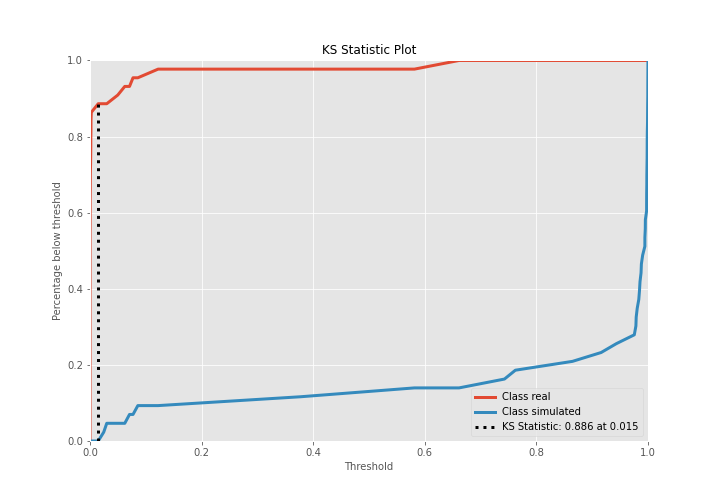 KS Statistic Plot
1.0
0.8
0.6
0.4
0.2
0.0
Percentage below threshold
0.0 0.2 0.4 0.6 0.8 1.0
Threshold
Class real
Class simulated
KS Statistic: 0.886 at 0.015